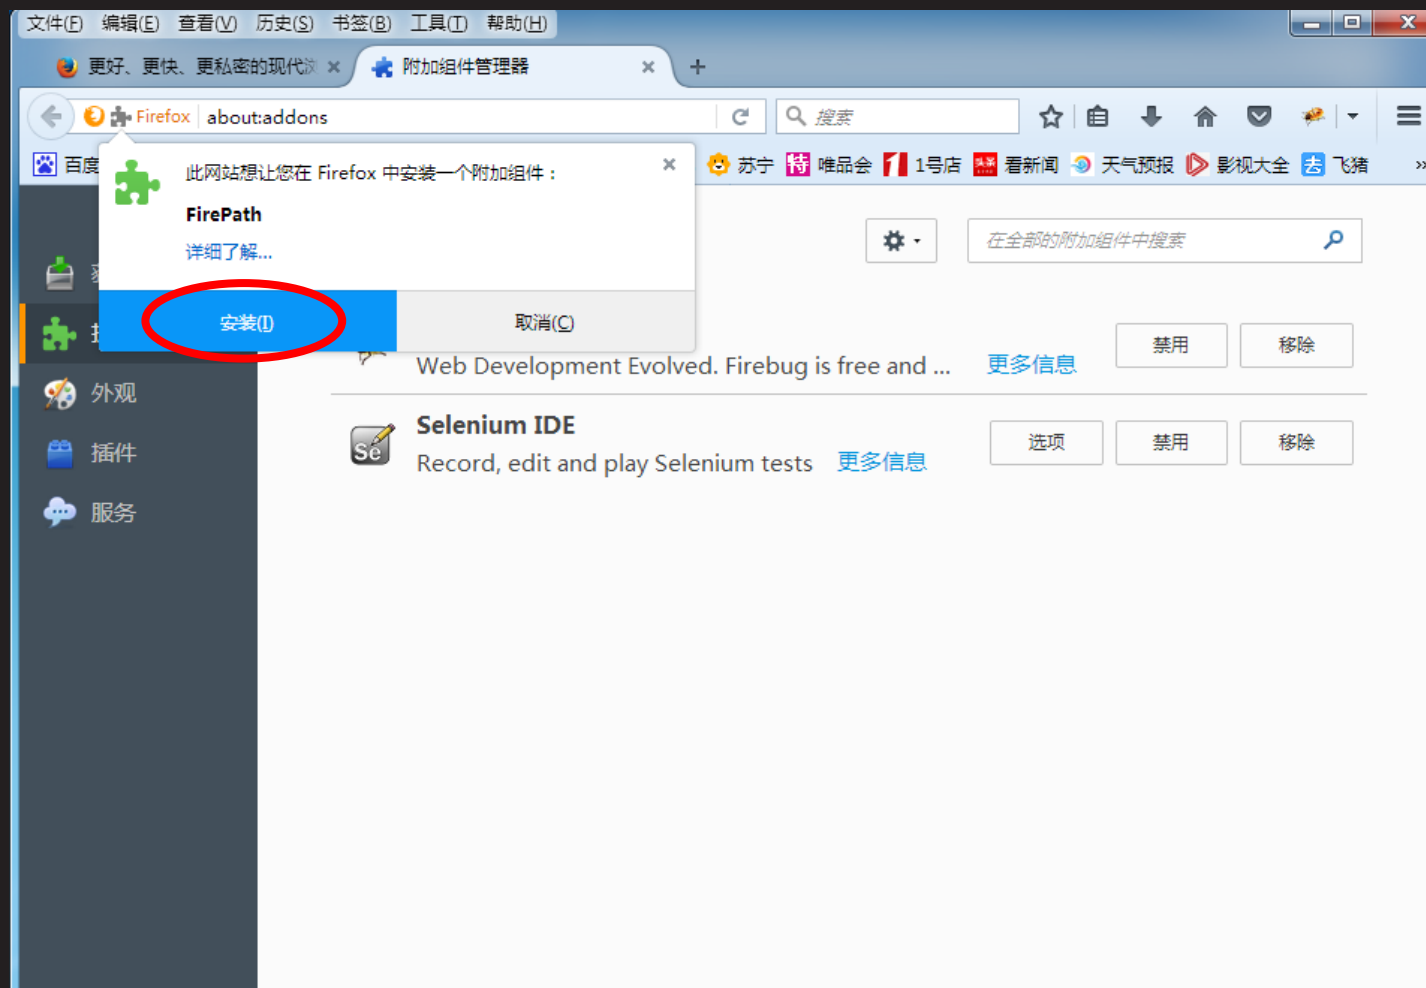 文件(F) 编辑(E) 查看(V) 历史(S) 书签(B) 工具(T) 帮助(H)
更好、更快、更私密的现代
附加组件管理器
Firefox about:addons
搜索
百度
苏宁 特 唯品会 1号店 头条 看新闻 天气预报 影视大全 去 飞猪
此网站想让您在 Firefox 中安装一个附加组件：
FirePath
详细了解...
安装(I) 取消(C)
在全部的附加组件中搜索
Web Development Evolved. Firebug is free and ... 更多信息
禁用 移除
Selenium IDE
Se
Record, edit and play Selenium tests 更多信息
选项 禁用 移除
外观
插件
服务